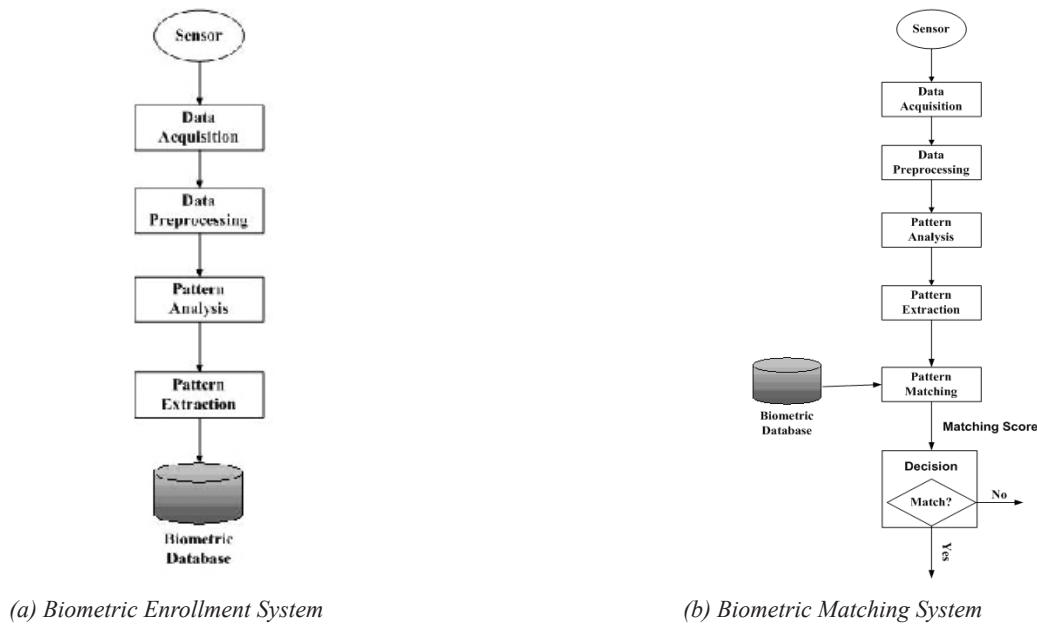 Sensor
Data
Acquisition
Data
Preprocessing
Pattern
Analysis
Pattern
Extraction
Biometric
Database
(a) Biometric Enrollment System
Sensor
Data
Acquisition
Data
Preprocessing
Pattern
Analysis
Pattern
Extraction
Pattern
Matching
Biometric
Database
Matching Score
Decision
Match?
No
Yes
(b) Biometric Matching System